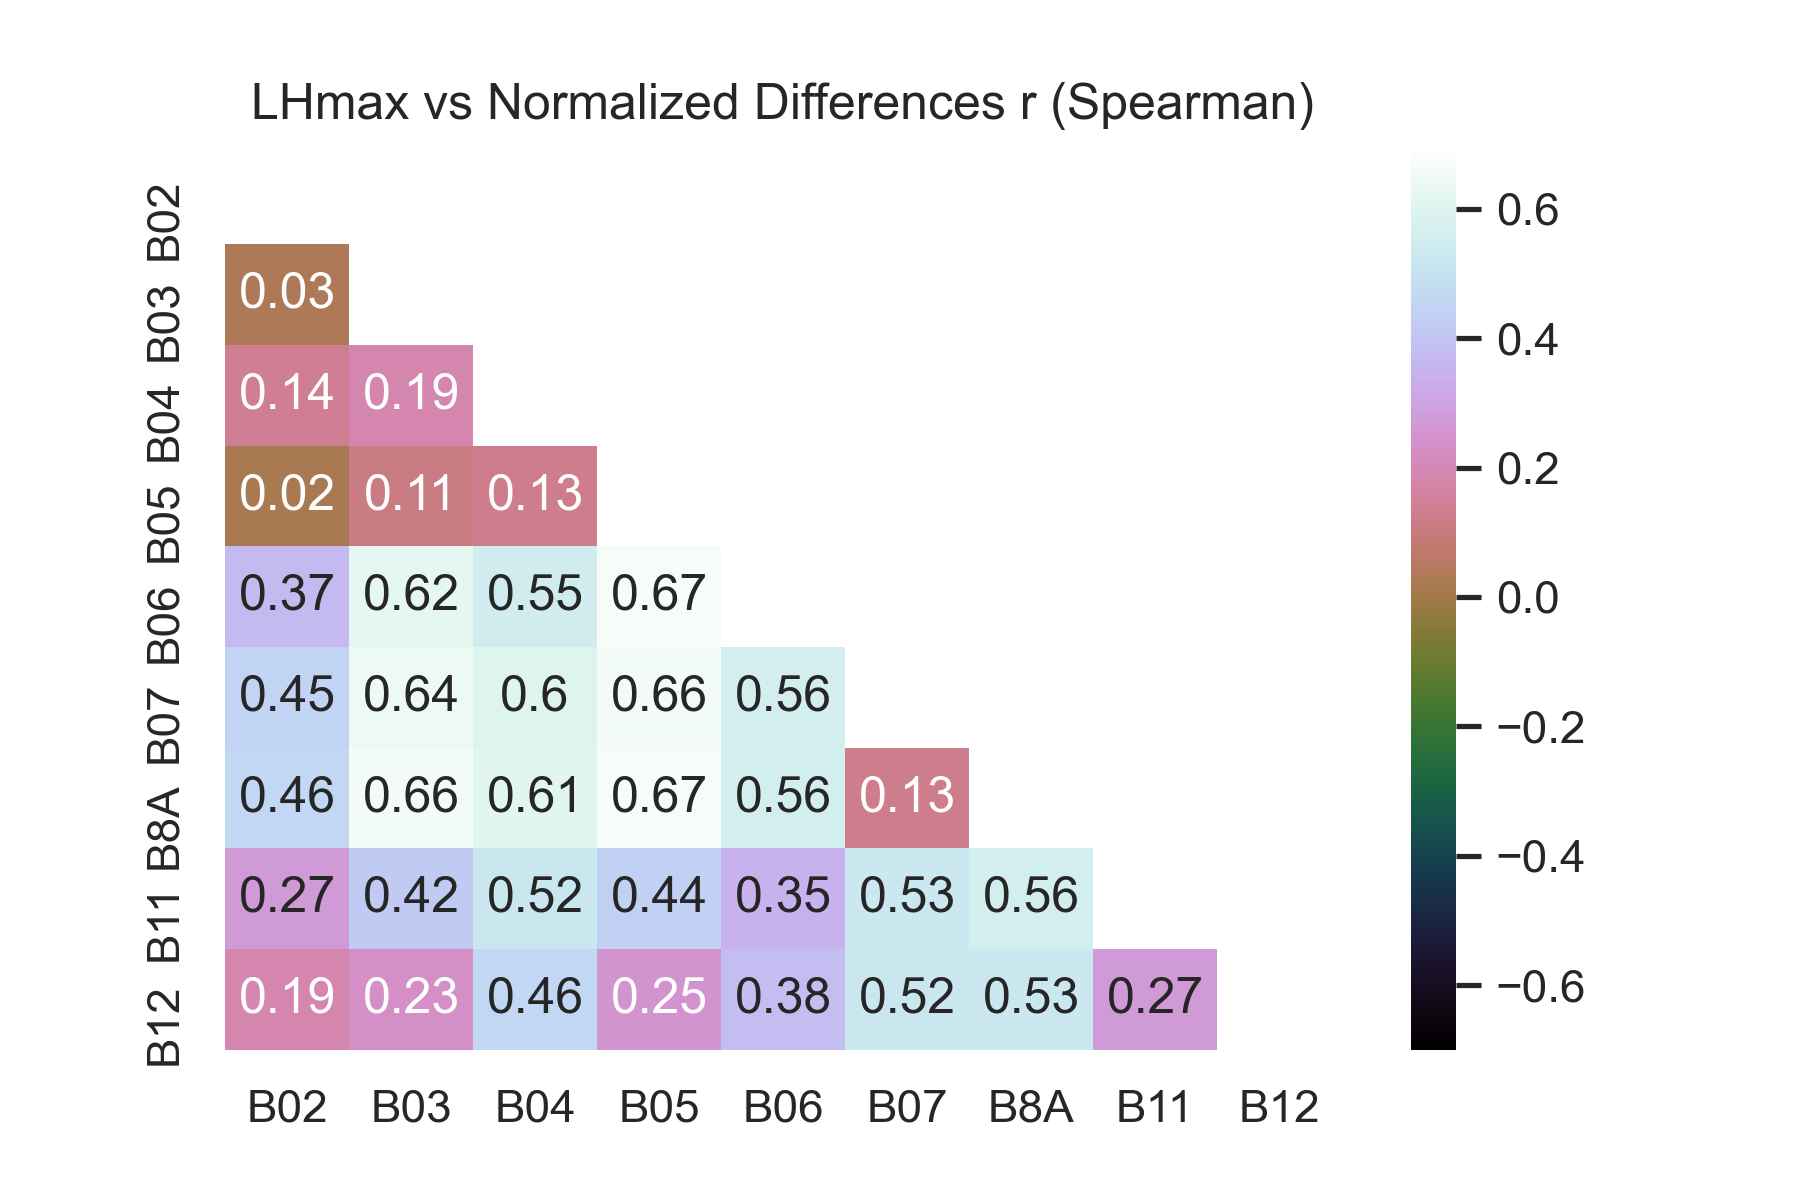 LHmax vs Normalized Differences r (Spearman)
B02
B03 0.03
B04 0.14 0.19
B05 0.02 0.11 0.13
B06 0.37 0.62 0.55 0.67
B07 0.45 0.64 0.6 0.66 0.56
B8A 0.46 0.66 0.61 0.67 0.56 0.13
B11 0.27 0.42 0.52 0.44 0.35 0.53 0.56
B12 0.19 0.23 0.46 0.25 0.38 0.52 0.53 0.27
B02 B03 B04 B05 B06 B07 B8A B11 B12
0.6
0.4
0.2
0.0
−0.2
−0.4
−0.6